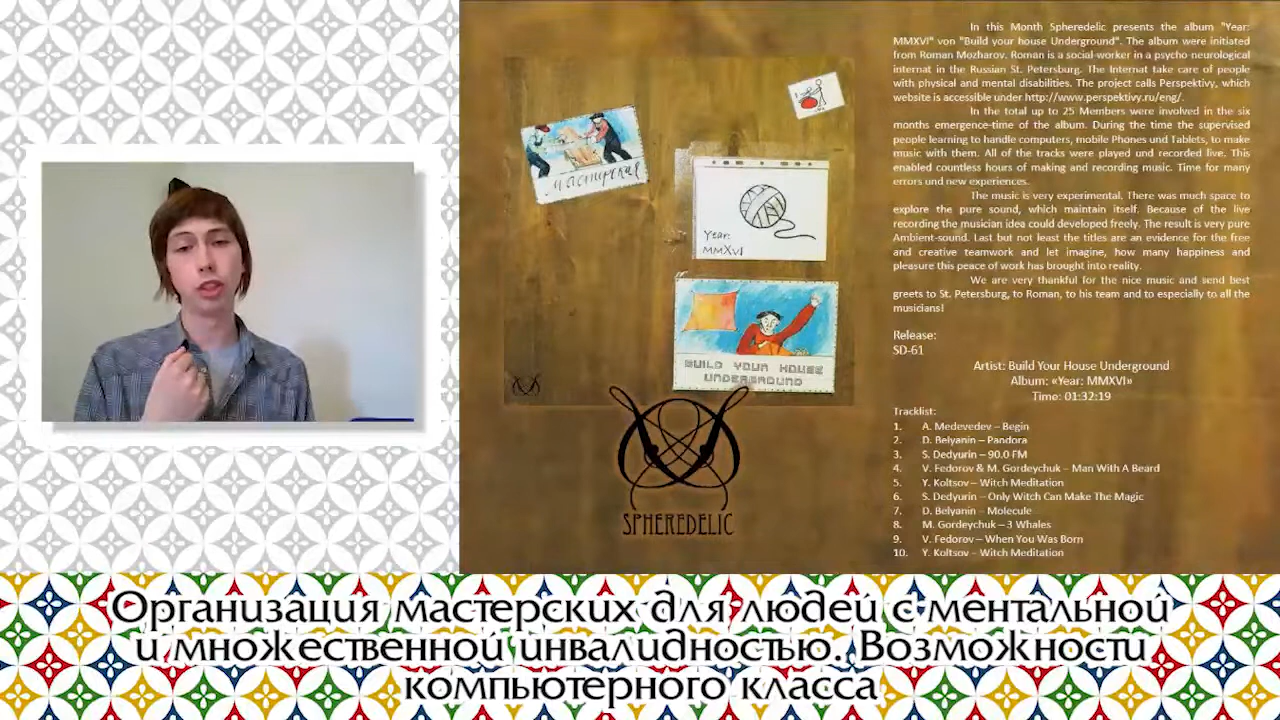 In this Month Spheredelic presents the album "Year:
MMXVI" von "Build your house Underground". The album were initiated
from Roman Mozharov. Roman is a social-worker in a psycho neurological
internat in the Russian St. Petersburg. The Internat take care of people
with physical and mental disabilities. The project calls Perspektivy, which
website is accessible under http://www.perspektivy.ru/eng/.
In the total up to 25 Members were involved in the six
months emergence-time of the album. During the time the supervised
people learning to handle computers, mobile Phones und Tablets, to make
music with them. All of the tracks were played und recorded live. This
enabled countless hours of making and recording music. Time for many
errors und new experiences.
The music is very experimental. There was much space to
explore the pure sound, which maintain itself. Because of the live
recording the musician idea could developed freely. The result is very pure
Ambient-sound. Last but not least the titles are an evidence for the free
and creative teamwork and let imagine, how many happiness and
pleasure this peace of work has brought into reality.
We are very thankful for the nice music and send best
greets to St. Petersburg, to Roman, to his team and to especially to all the
musicians!
Release:
SD-61
Artist: Build Your House Underground
Album: «Year: MMXVI»
Time: 01:32:19
Tracklist:
1. A. Medevedev – Begin
2. D. Belyanin – Pandora
3. S. Dedyurin – 90.0 FM
4. V. Fedorov & M. Gordeychuk – Man With A Beard
5. Y. Koltsov – Witch Meditation
6. S. Dedyurin – Only Witch Can Make The Magic
7. D. Belyanin – Molecule
8. M. Gordeychuk – 3 Whales
9. V. Fedorov – When You Was Born
10. Y. Koltsov – Witch Meditation
мастерская
Year:
MMXVI
BUILD YOUR HOUSE
UNDERGROUND
SPHEREDELIC
Организация мастерских для людей с ментальной
и множественной инвалидностью. Возможности
компьютерного класса